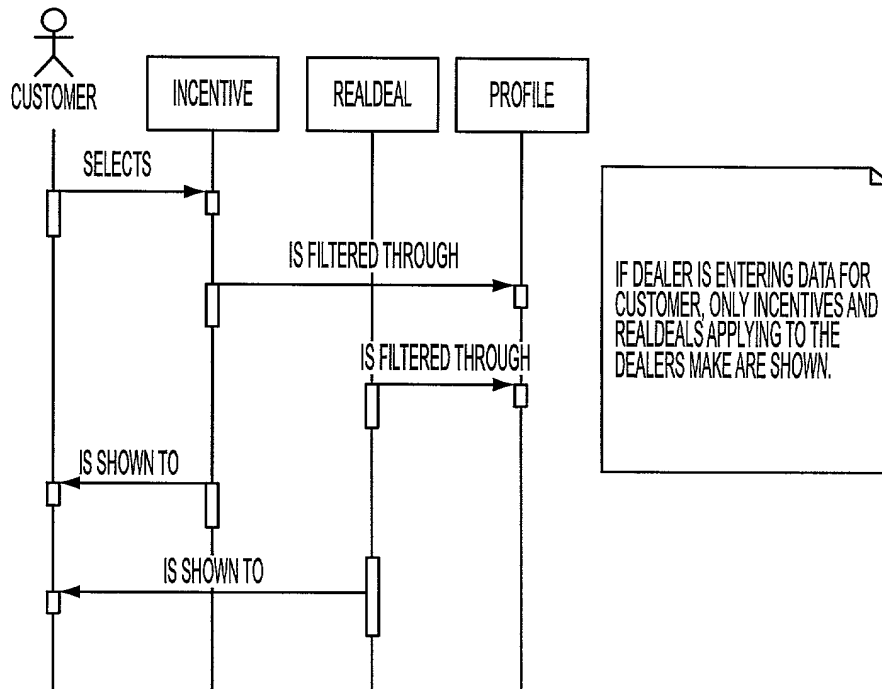 CUSTOMER
INCENTIVE
REALDEAL
PROFILE
SELECTS
IS FILTERED THROUGH
IS FILTERED THROUGH
IS SHOWN TO
IS SHOWN TO
IF DEALER IS ENTERING DATA FOR
CUSTOMER, ONLY INCENTIVES AND
REALDEALS APPLYING TO THE
DEALERS MAKE ARE SHOWN.